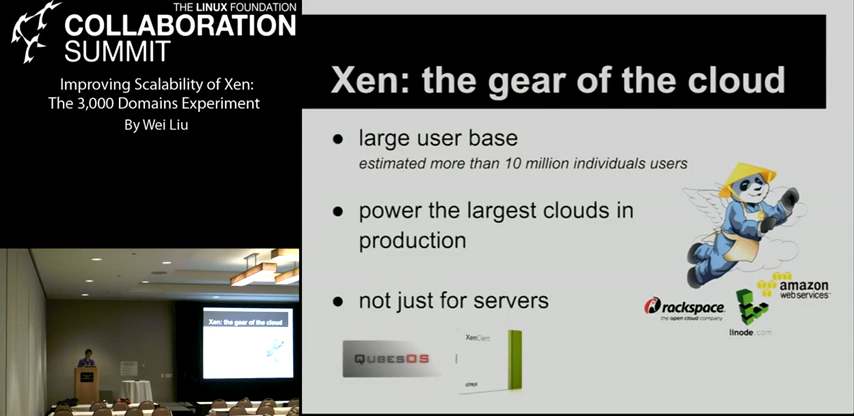 THE LINUX FOUNDATION
COLLABORATION
SUMMIT
Improving Scalability of Xen:
The 3,000 Domains Experiment
By Wei Liu
Xen: the gear of the cloud
large user base
estimated more than 10 million individuals users
power the largest clouds in
production
not just for servers
rackspace.
the open cloud company
amazon
webservices
linode.com
QUBESOS
XenClient
citrix
Xen: the gear of the cloud